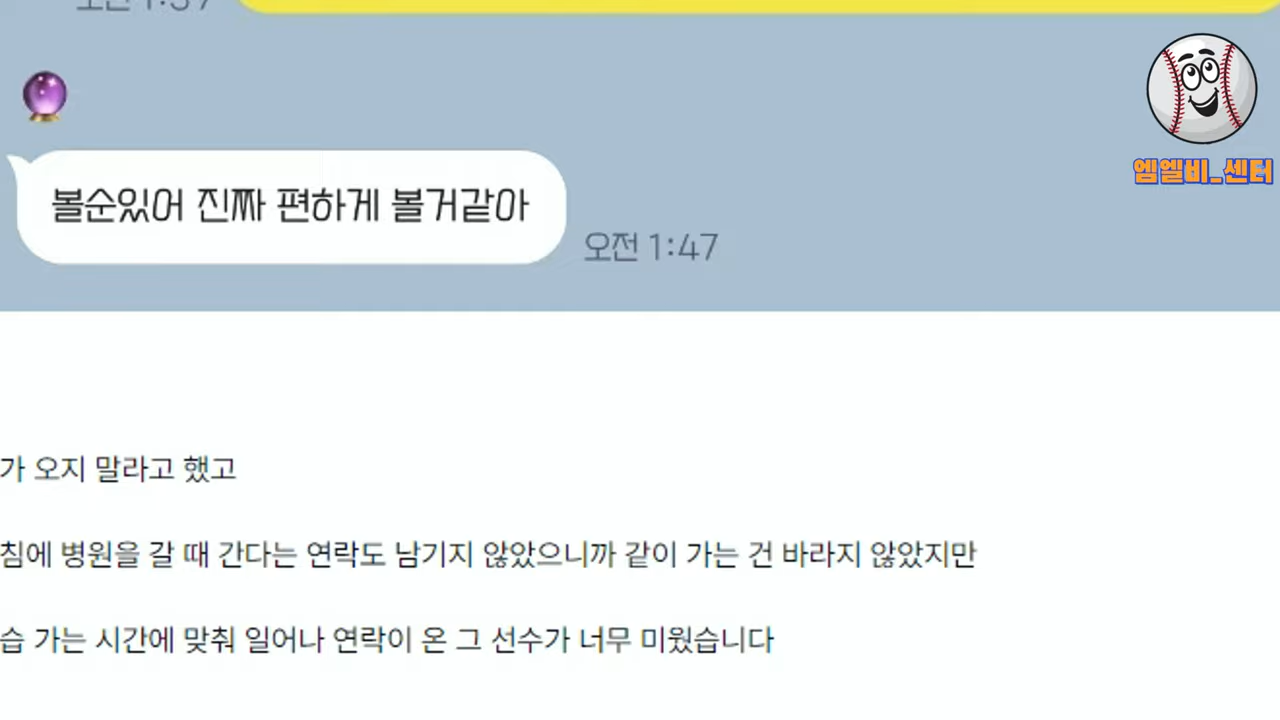 오전 1:37
엠엘비_센터
볼순있어 진짜 편하게 볼거같아
오전 1:47
가 오지 말라고 했고
침에 병원을 갈 때 간다는 연락도 남기지 않았으니까 같이 가는 건 바라지 않았지만
습 가는 시간에 맞춰 일어나 연락이 온 그 선수가 너무 미웠습니다